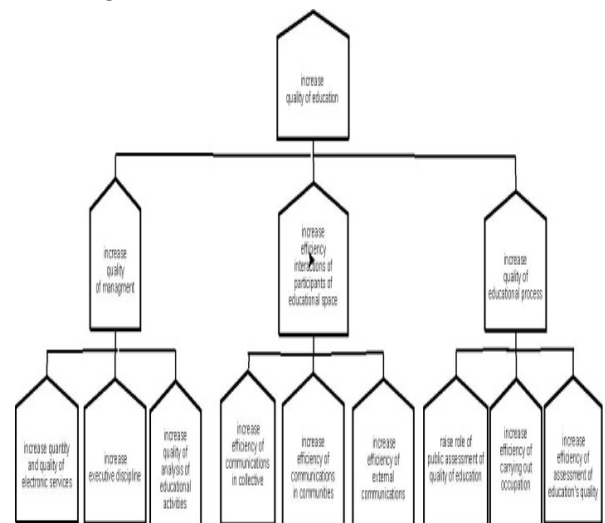 increase
quality of education
increase
quality
of managment
increase
efficiency
interactions of
participants of
educational space
increase
quality of
educational process
increase quantity
and quality of
electronic services
increase
executive discipline
increase
quality of
analysis of
educational
activities
increase
efficiency of
communications
in collective
increase
efficiency of
communications
in communities
increase
efficiency of
external
communications
raise role of
public assessment of
quality of education
increase
efficiency of
carrying out
occupation
increase
efficiency of
assessment of
education's quality